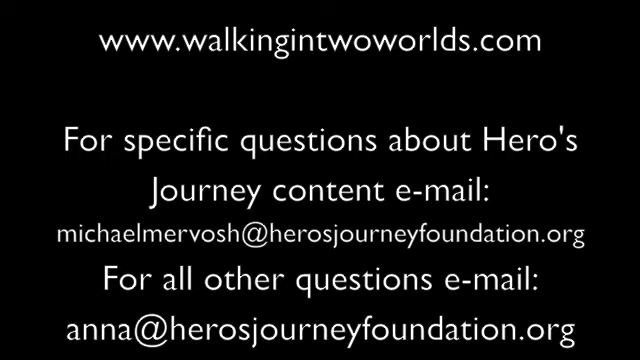 www.walkingintwoworlds.com
For specific questions about Hero's
Journey content e-mail:
michaelmervosh@herosjourneyfoundation.org
For all other questions e-mail:
anna@herosjourneyfoundation.org